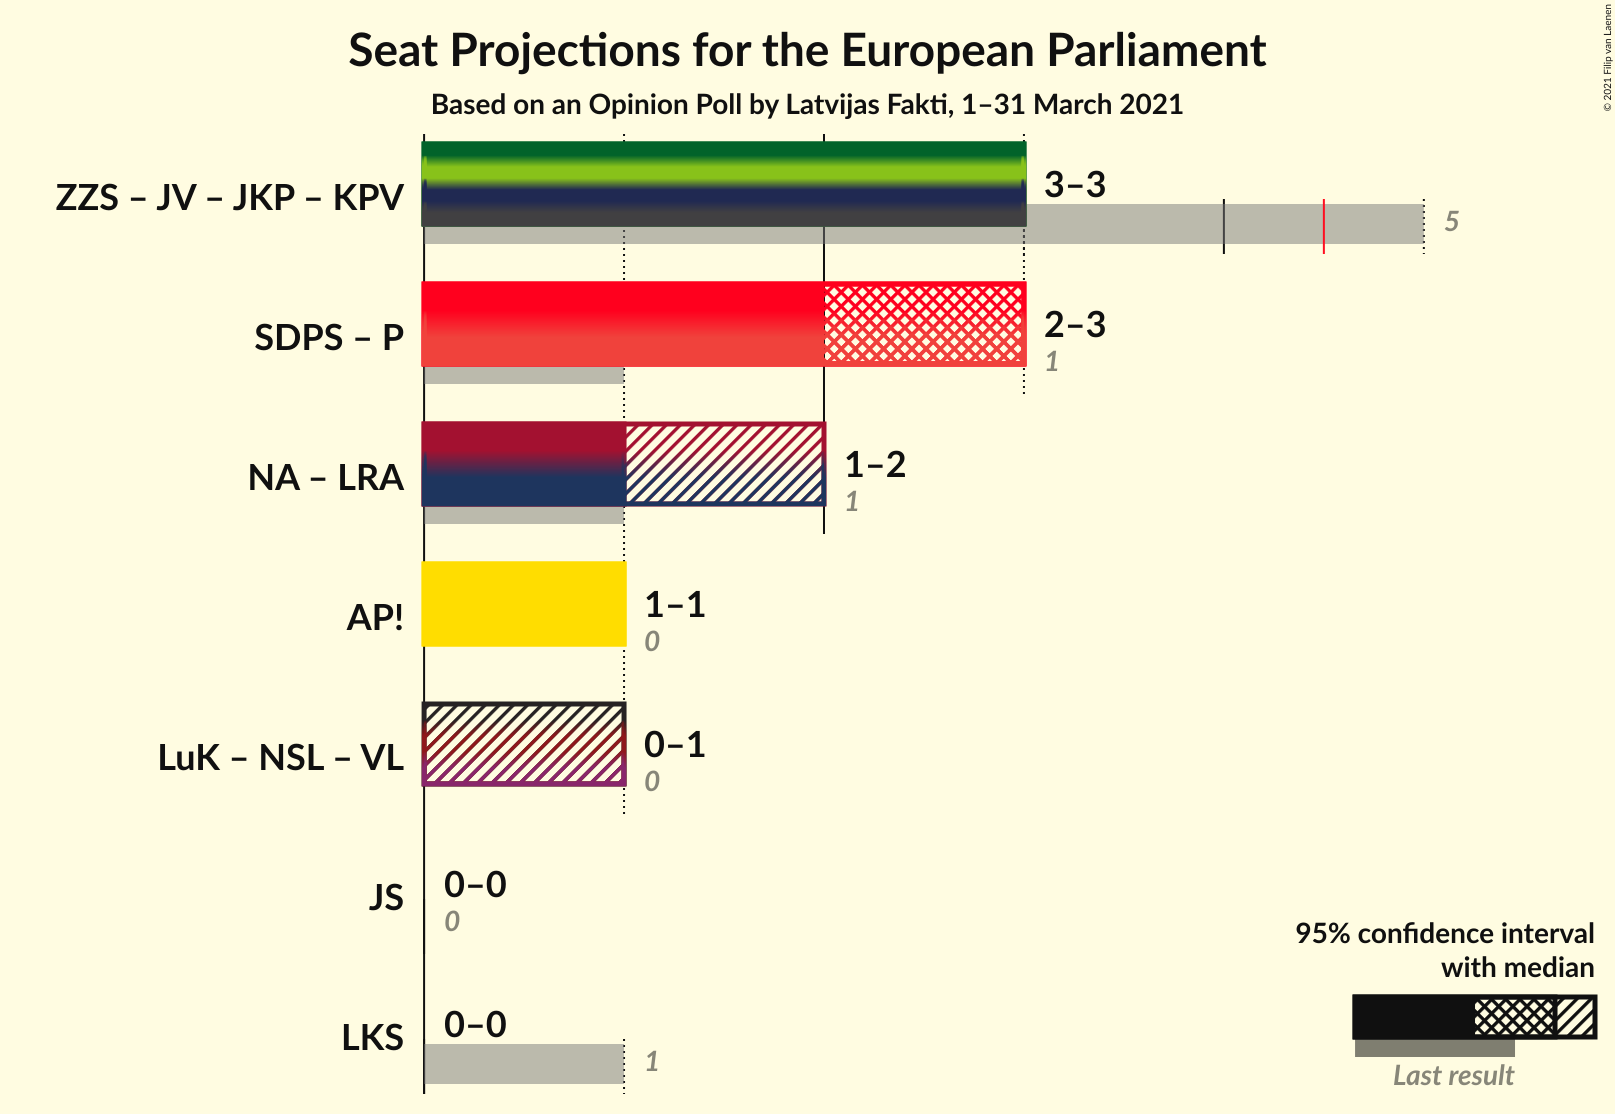 Seat Projections for the European Parliament
Based on an Opinion Poll by Latvijas Fakti, 1–31 March 2021
© 2021 Filip van Laenen
ZZS – JV – JKP – KPV
3–3
5
SDPS – P
2–3
1
NA – LRA
1–2
1
AP!
1–1
0
LuK – NSL – VL
0–1
0
JS
0–0
0
LKS
0–0
1
95% confidence interval
with median
Last result